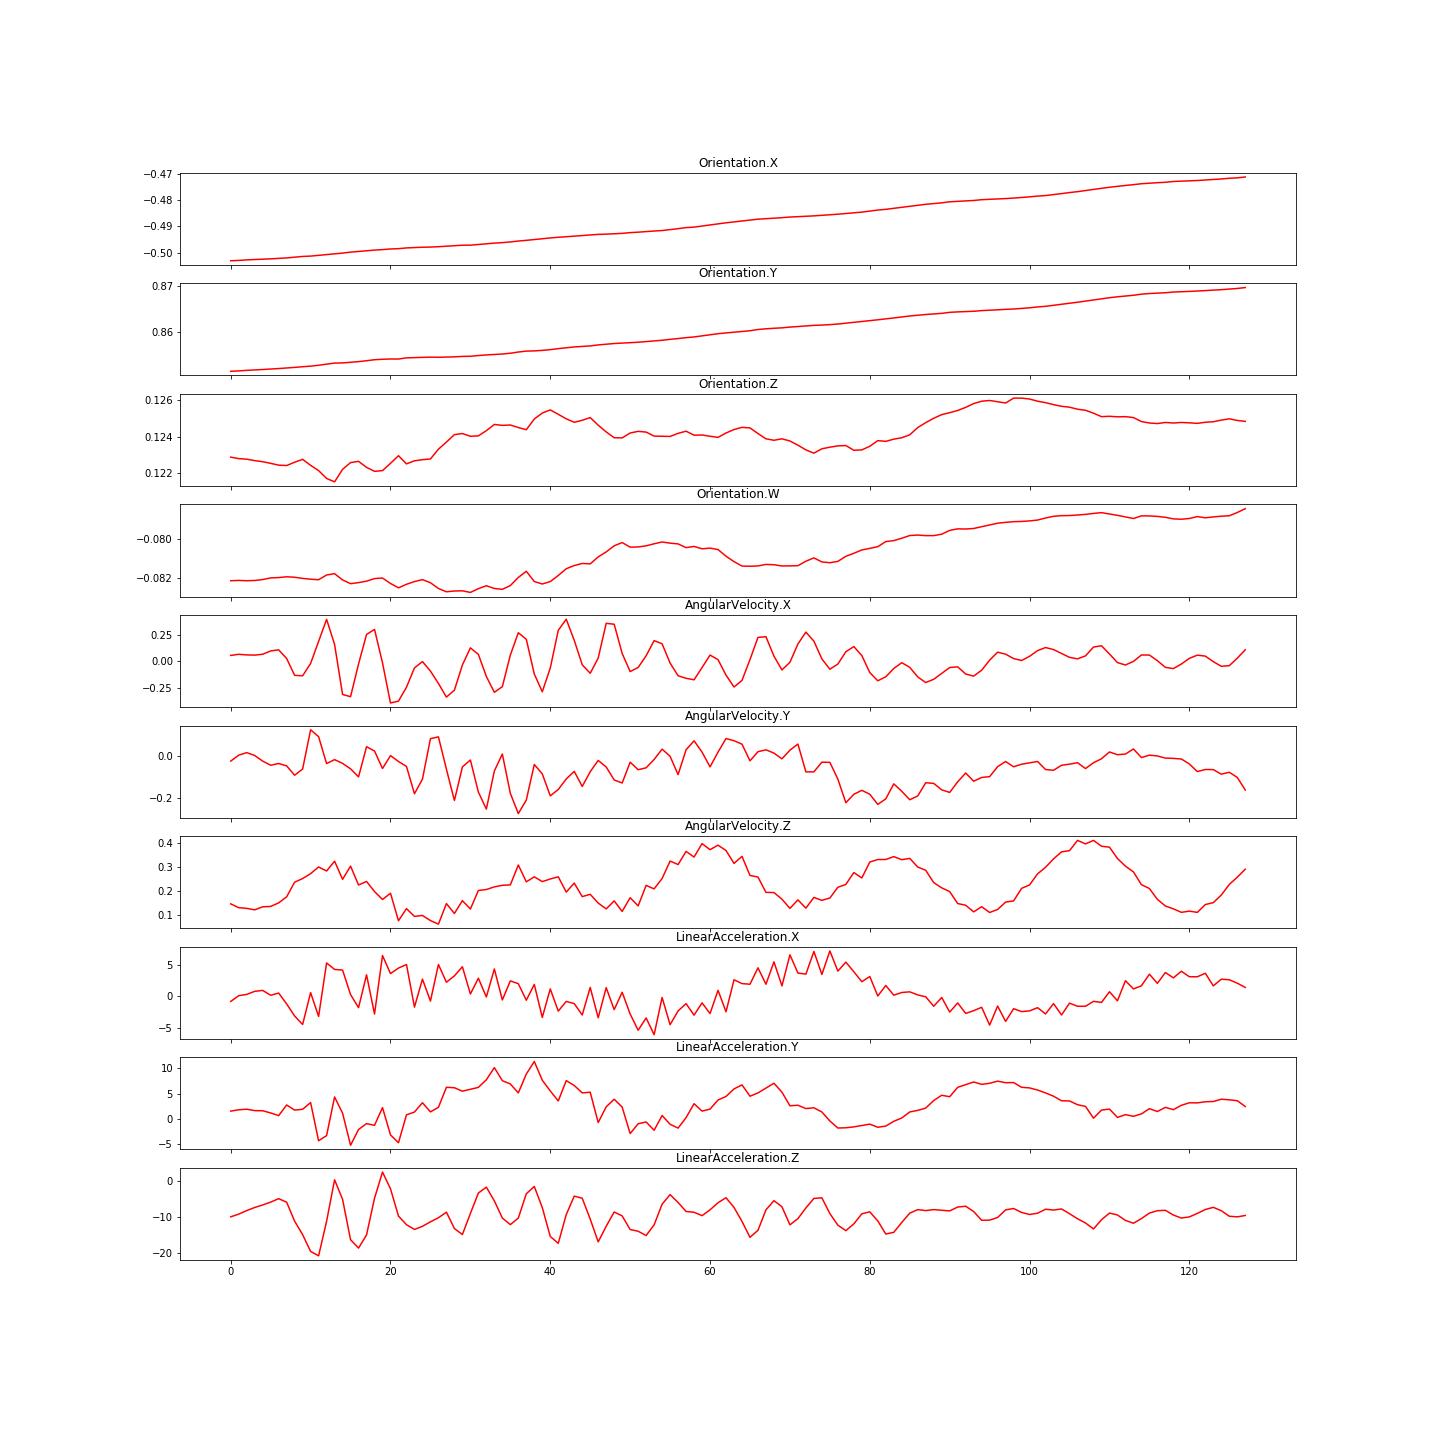 Orientation.X
−0.47
−0.48
−0.49
−0.50
Orientation.Y
0.87
0.86
Orientation.Z
0.126
0.124
0.122
Orientation.W
−0.080
−0.082
AngularVelocity.X
0.25
0.00
−0.25
AngularVelocity.Y
0.0
−0.2
AngularVelocity.Z
0.4
0.3
0.2
0.1
LinearAcceleration.X
5
0
−5
LinearAcceleration.Y
10
5
0
−5
LinearAcceleration.Z
0
−10
−20
0 20 40 60 80 100 120